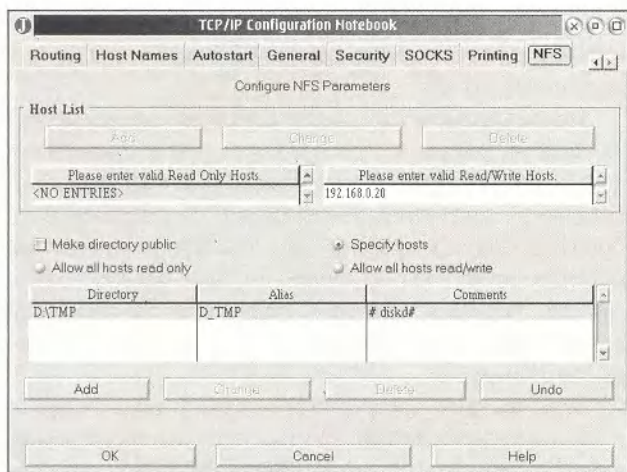 TCP/IP Configuration Notebook
Routing Host Names Autostart General Security SOCKS Printing NFS
Configure NFS Parameters
Host List
Add Change Delete
Please enter valid Read Only Hosts. Please enter valid Read/Write Hosts.
<NO ENTRIES> 192.168.0.20
Make directory public Specify hosts
Allow all hosts read only Allow all hosts read/write
Directory Alias Comments
D:\TMP D_TMP # diskd#
Add Change Delete Undo
OK Cancel Help